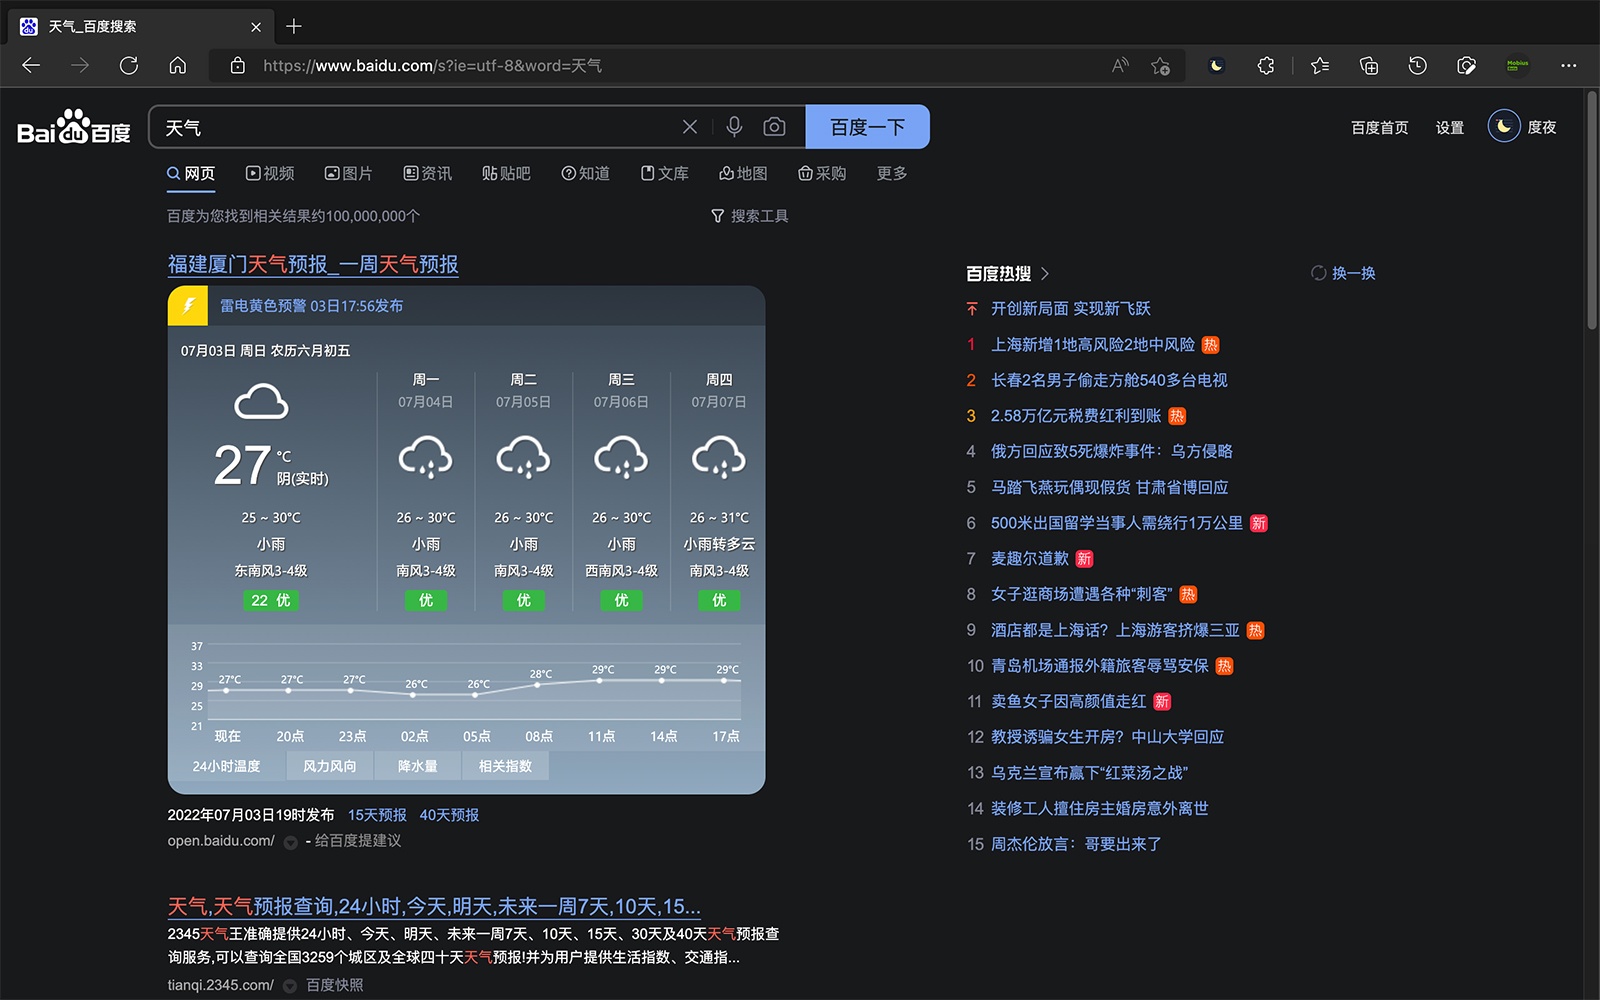 天气_百度搜索
https://www.baidu.com/s?ie=utf-8&word=天气
Mobius
Bai du 百度
天气
百度一下
百度首页 设置 度夜
网页 视频 图片 资讯 贴吧 知道 文库 地图 采购 更多
百度为您找到相关结果约100,000,000个 搜索工具
福建厦门天气预报_一周天气预报
雷电黄色预警 03日17:56发布
07月03日 周日 农历六月初五
27 ℃
阴(实时)
25 ~ 30℃
小雨
东南风3-4级
22 优
周一
07月04日
26 ~ 30℃
小雨
南风3-4级
优
周二
07月05日
26 ~ 30℃
小雨
南风3-4级
优
周三
07月06日
26 ~ 30℃
小雨
西南风3-4级
优
周四
07月07日
26 ~ 31℃
小雨转多云
南风3-4级
优
37
33
29
25
21
27℃ 27℃ 27℃ 26℃ 26℃ 28℃ 29℃ 29℃ 29℃
现在 20点 23点 02点 05点 08点 11点 14点 17点
24小时温度 风力风向 降水量 相关指数
2022年07月03日19时发布 15天预报 40天预报
open.baidu.com/ - 给百度提建议
天气,天气预报查询,24小时,今天,明天,未来一周7天,10天,15...
2345天气王准确提供24小时、今天、明天、未来一周7天、10天、15天、30天及40天天气预报查
询服务,可以查询全国3259个城区及全球四十天天气预报!并为用户提供生活指数、交通指...
tianqi.2345.com/ 百度快照
百度热搜 换一换
开创新局面 实现新飞跃
1 上海新增1地高风险2地中风险 热
2 长春2名男子偷走方舱540多台电视
3 2.58万亿元税费红利到账 热
4 俄方回应致5死爆炸事件：乌方侵略
5 马踏飞燕玩偶现假货 甘肃省博回应
6 500米出国留学当事人需绕行1万公里 新
7 麦趣尔道歉 新
8 女子逛商场遭遇各种“刺客” 热
9 酒店都是上海话？上海游客挤爆三亚 热
10 青岛机场通报外籍旅客辱骂安保 热
11 卖鱼女子因高颜值走红 新
12 教授诱骗女生开房？中山大学回应
13 乌克兰宣布赢下“红菜汤之战”
14 装修工人擅住房主婚房意外离世
15 周杰伦放言：哥要出来了